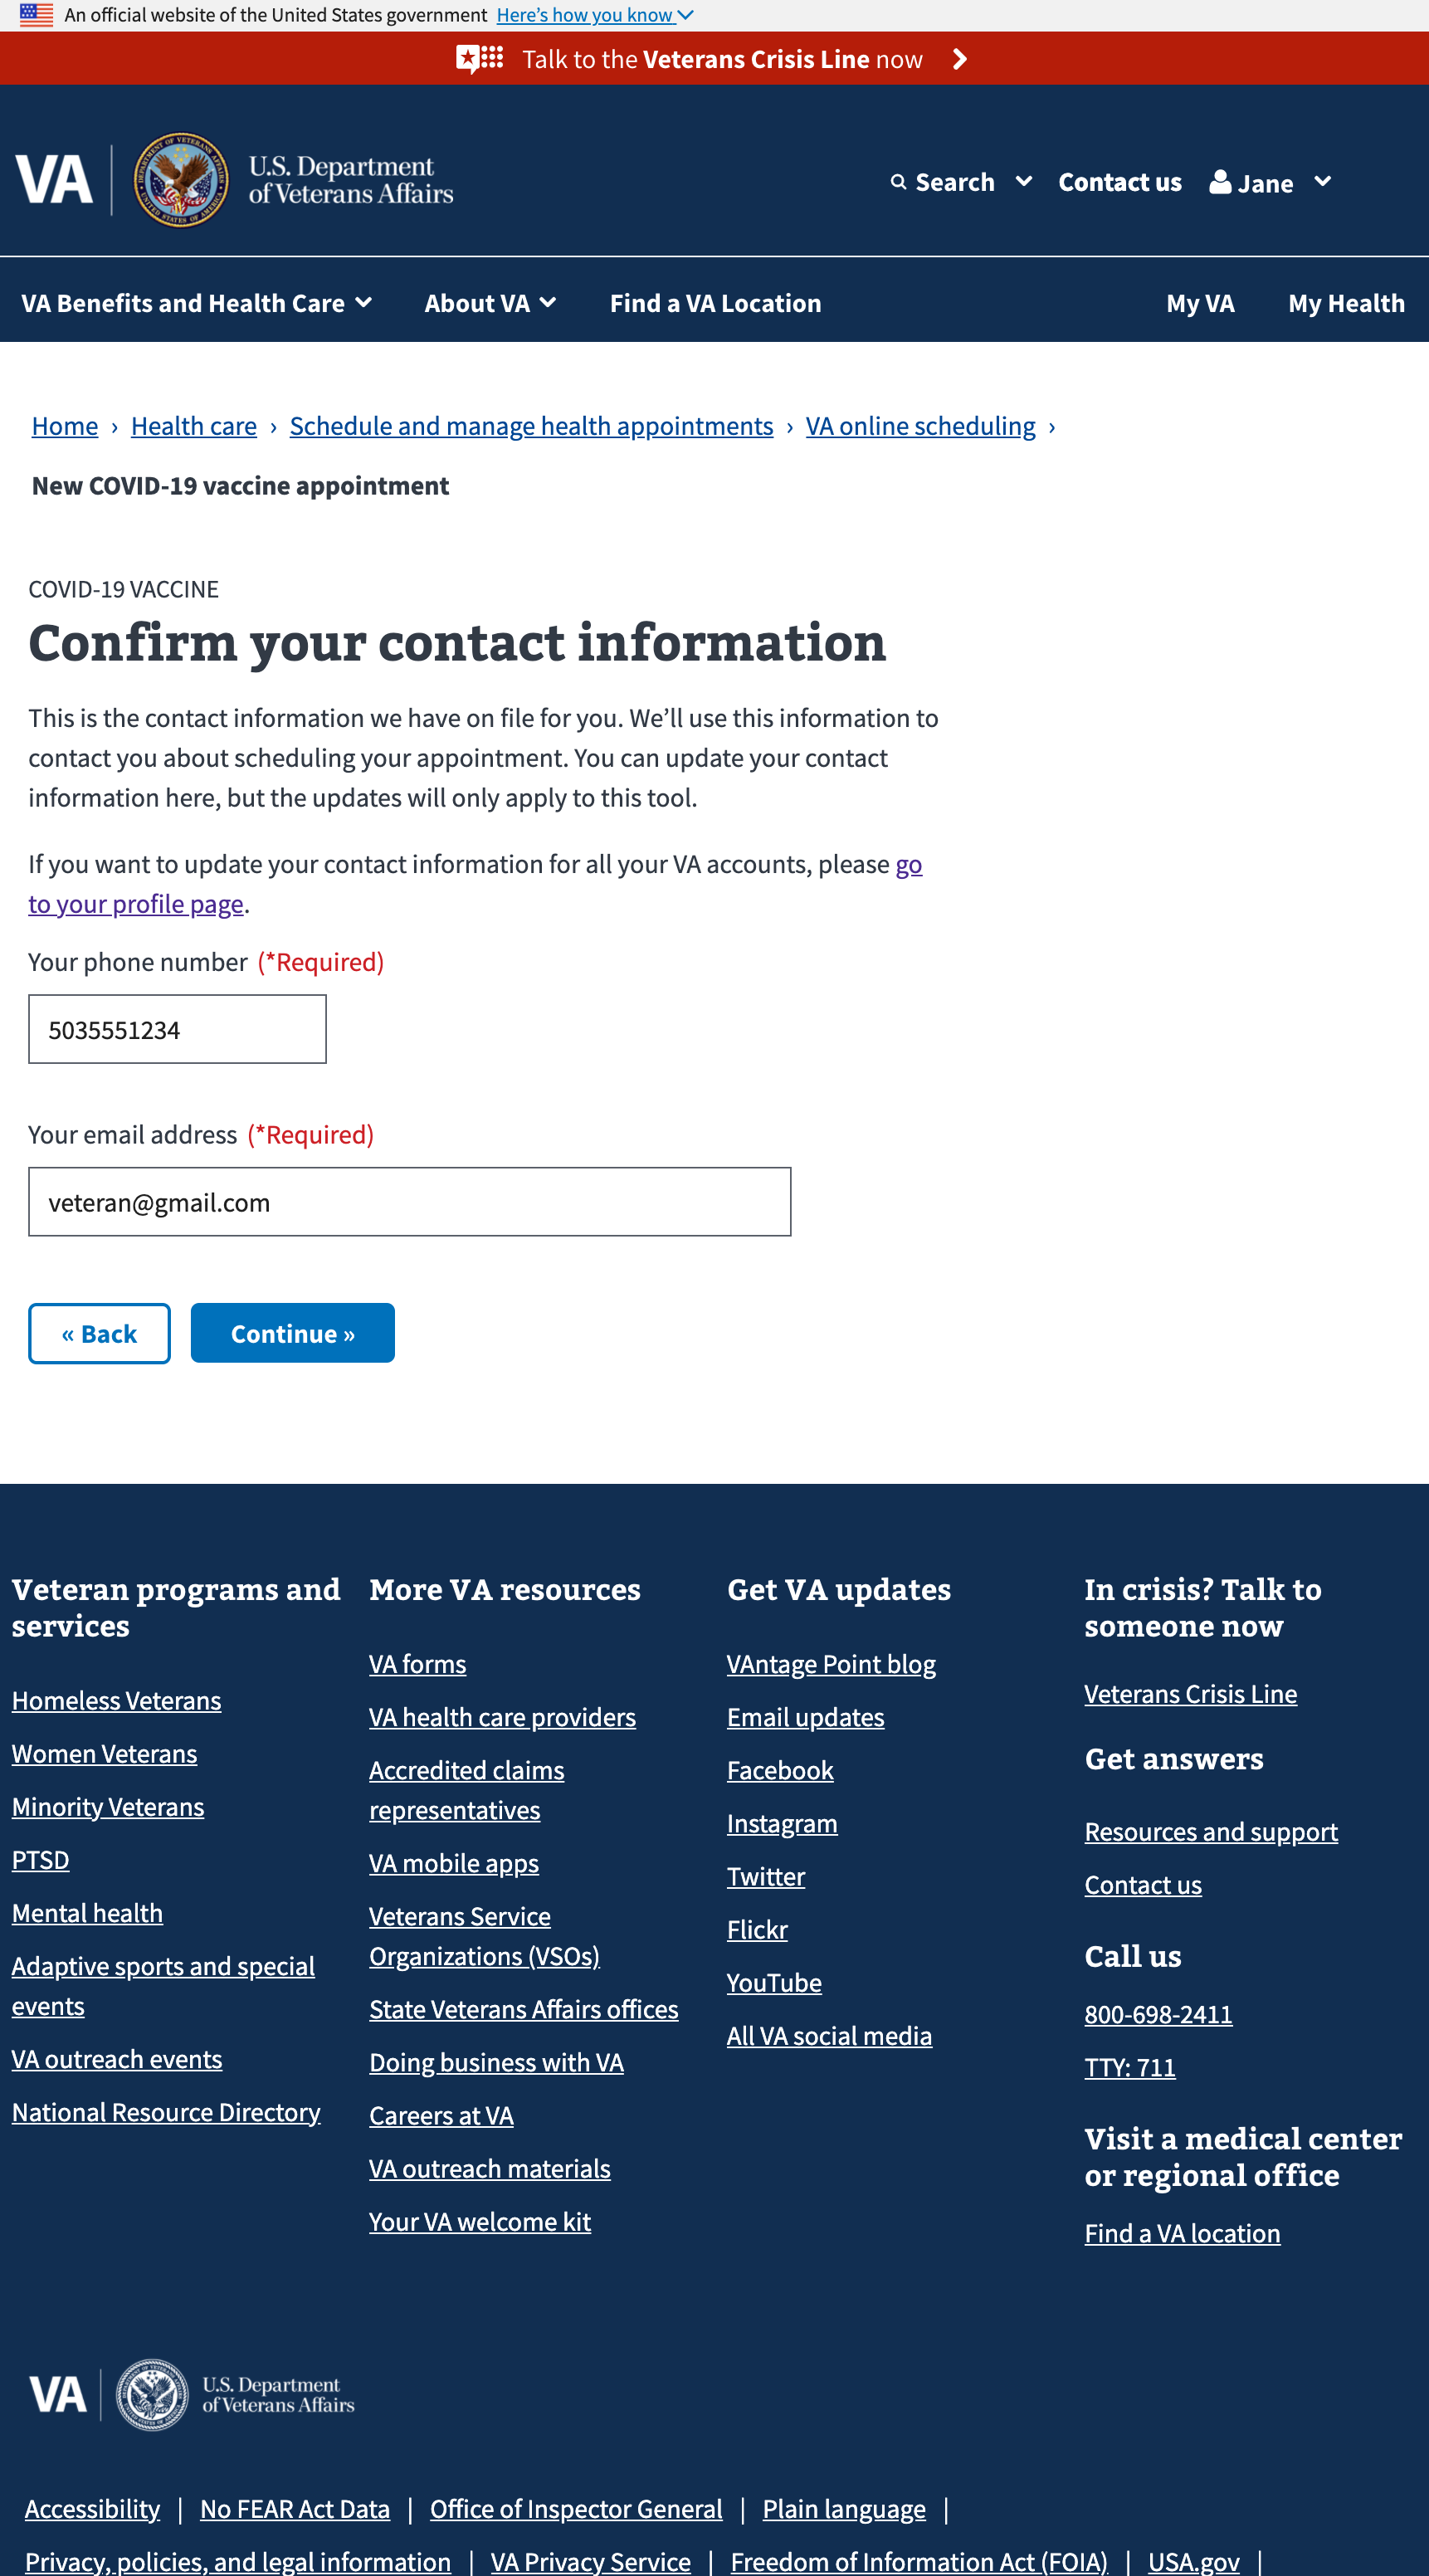 An official website of the United States government Here’s how you know
Talk to the Veterans Crisis Line now
VA
U.S. Department
of Veterans Affairs
Search
Contact us
Jane
VA Benefits and Health Care
About VA
Find a VA Location
My VA
My Health
Home › Health care › Schedule and manage health appointments › VA online scheduling ›
New COVID-19 vaccine appointment
COVID-19 VACCINE
Confirm your contact information
This is the contact information we have on file for you. We’ll use this information to
contact you about scheduling your appointment. You can update your contact
information here, but the updates will only apply to this tool.
If you want to update your contact information for all your VA accounts, please go
to your profile page.
Your phone number (*Required)
5035551234
Your email address (*Required)
veteran@gmail.com
« Back
Continue »
Veteran programs and
services
Homeless Veterans
Women Veterans
Minority Veterans
PTSD
Mental health
Adaptive sports and special
events
VA outreach events
National Resource Directory
More VA resources
VA forms
VA health care providers
Accredited claims
representatives
VA mobile apps
Veterans Service
Organizations (VSOs)
State Veterans Affairs offices
Doing business with VA
Careers at VA
VA outreach materials
Your VA welcome kit
Get VA updates
VAntage Point blog
Email updates
Facebook
Instagram
Twitter
Flickr
YouTube
All VA social media
In crisis? Talk to
someone now
Veterans Crisis Line
Get answers
Resources and support
Contact us
Call us
800-698-2411
TTY: 711
Visit a medical center
or regional office
Find a VA location
VA
U.S. Department
of Veterans Affairs
Accessibility | No FEAR Act Data | Office of Inspector General | Plain language |
Privacy, policies, and legal information | VA Privacy Service | Freedom of Information Act (FOIA) | USA.gov |